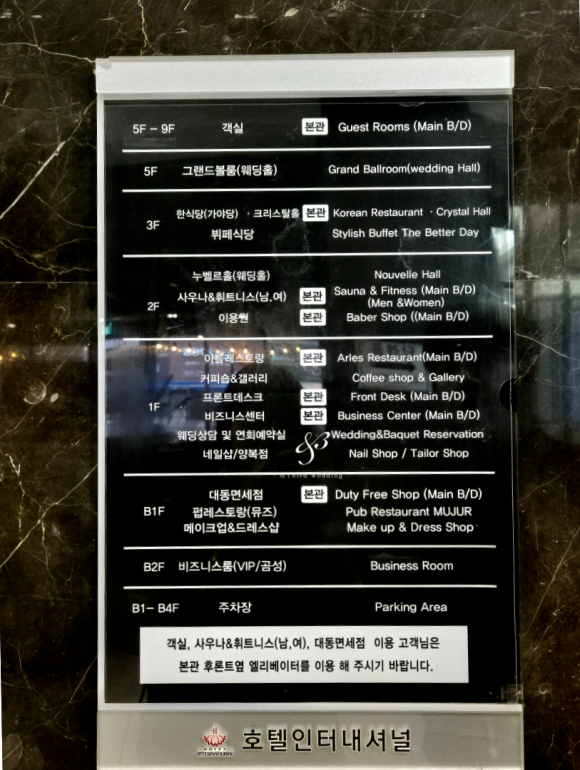 5F - 9F 객실 본관 Guest Rooms (Main B/D)
5F 그랜드볼룸(웨딩홀) Grand Ballroom(wedding Hall)
3F 한식당(가야당) · 크리스탈홀 본관 Korean Restaurant · Crystal Hall
뷔페식당 Stylish Buffet The Better Day
2F 누벨르홀(웨딩홀) Nouvelle Hall
사우나&휘트니스(남,여) 본관 Sauna & Fitness (Main B/D)
(Men &Women)
이용원 본관 Baber Shop ((Main B/D)
1F 아를레스토랑 본관 Arles Restaurant(Main B/D)
커피숍&갤러리 Coffee shop & Gallery
프론트데스크 본관 Front Desk (Main B/D)
비즈니스센터 본관 Business Center (Main B/D)
웨딩상담 및 연회예약실 Wedding&Baquet Reservation
네일샵/양복점 Nail Shop / Tailor Shop
B1F 대동면세점 본관 Duty Free Shop (Main B/D)
펍레스토랑(뮤즈) Pub Restaurant MUJUR
메이크업&드레스샵 Make up & Dress Shop
B2F 비즈니스룸(VIP/곰성) Business Room
B1- B4F 주차장 Parking Area
객실, 사우나&휘트니스(남,여), 대동면세점 이용 고객님은
본관 후론트옆 엘리베이터를 이용 해 주시기 바랍니다.
호텔인터내셔널